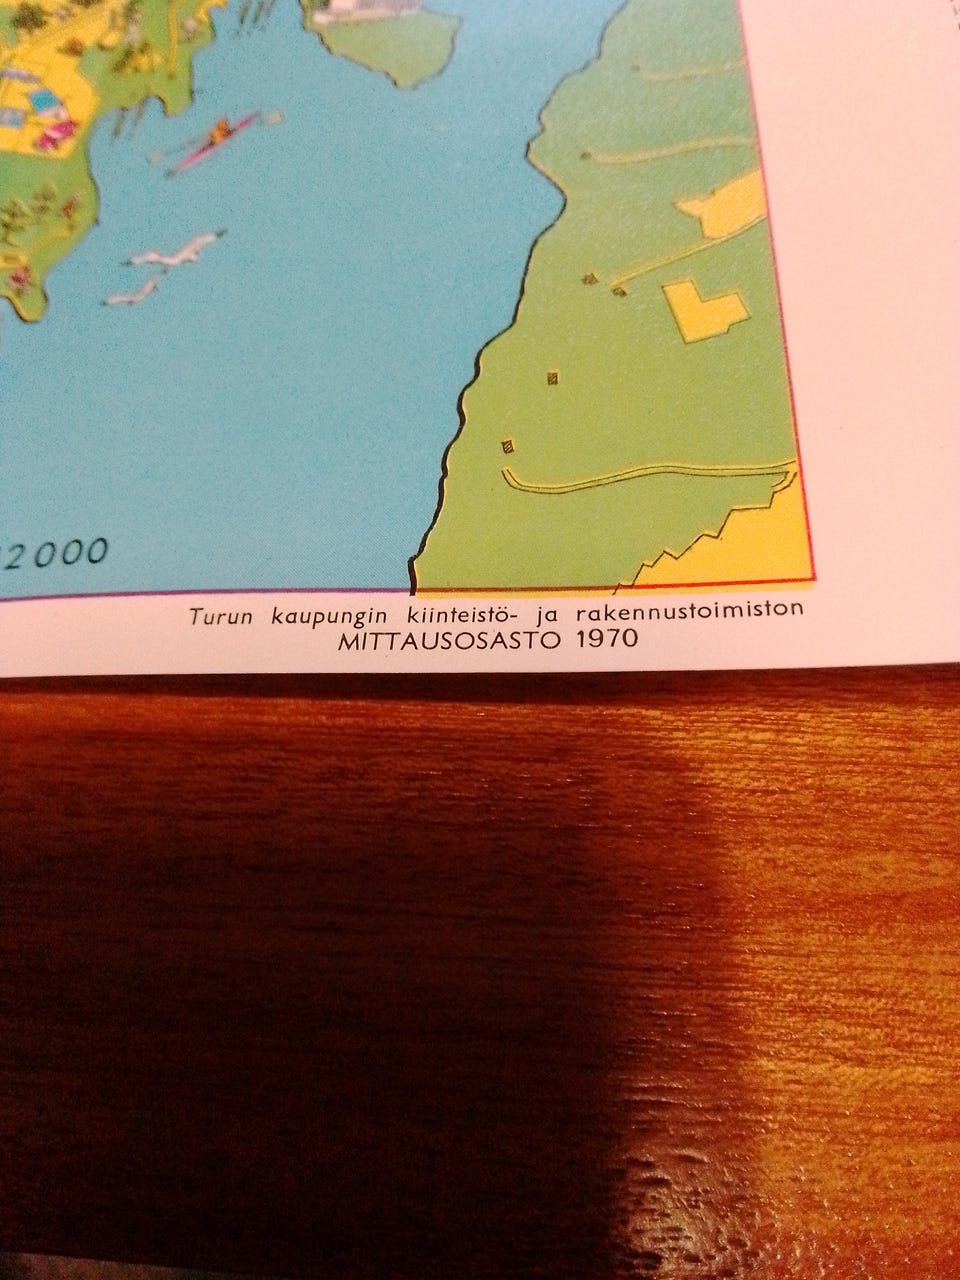 2000
Turun kaupungin kiinteistö- ja rakennustoimiston
MITTAUSOSASTO 1970